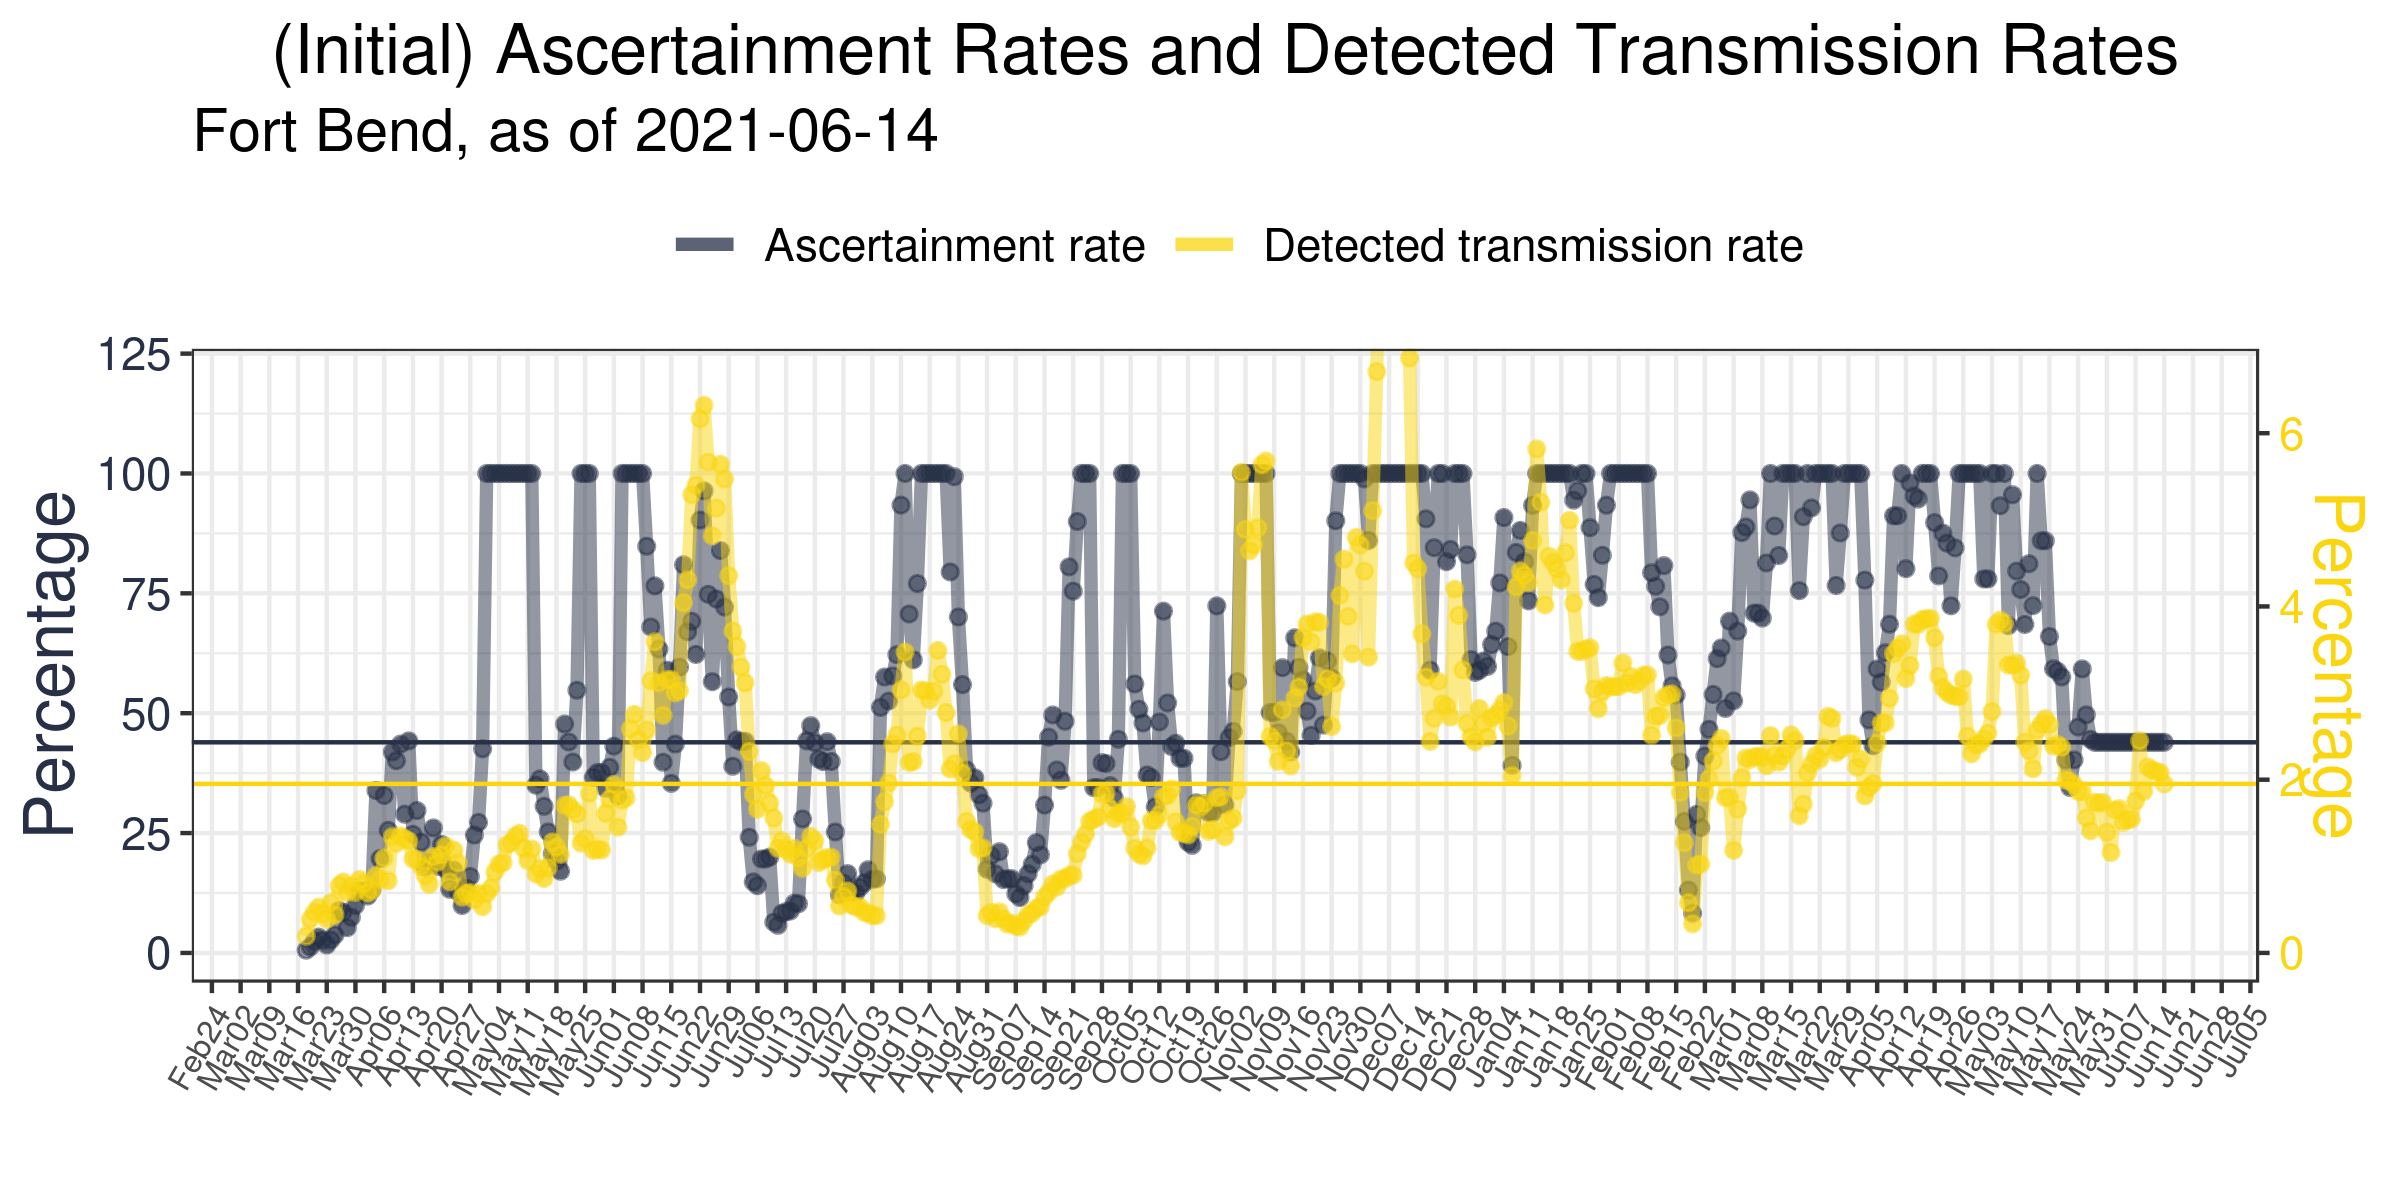 (Initial) Ascertainment Rates and Detected Transmission Rates
Fort Bend, as of 2021-06-14
Ascertainment rate Detected transmission rate
125
100
75
50
25
0
Percentage
6
4
2
0
Percentage
Feb24 Mar02 Mar09 Mar16 Mar23 Mar30 Apr06 Apr13 Apr20 Apr27 May04 May11 May18 May25 Jun01 Jun08 Jun15 Jun22 Jun29 Jul06 Jul13 Jul20 Jul27 Aug03 Aug10 Aug17 Aug24 Aug31 Sep07 Sep14 Sep21 Sep28 Oct05 Oct12 Oct19 Oct26 Nov02 Nov09 Nov16 Nov23 Nov30 Dec07 Dec14 Dec21 Dec28 Jan04 Jan11 Jan18 Jan25 Feb01 Feb08 Feb15 Feb22 Mar01 Mar08 Mar15 Mar22 Mar29 Apr05 Apr12 Apr19 Apr26 May03 May10 May17 May24 May31 Jun07 Jun14 Jun21 Jun28 Jul05